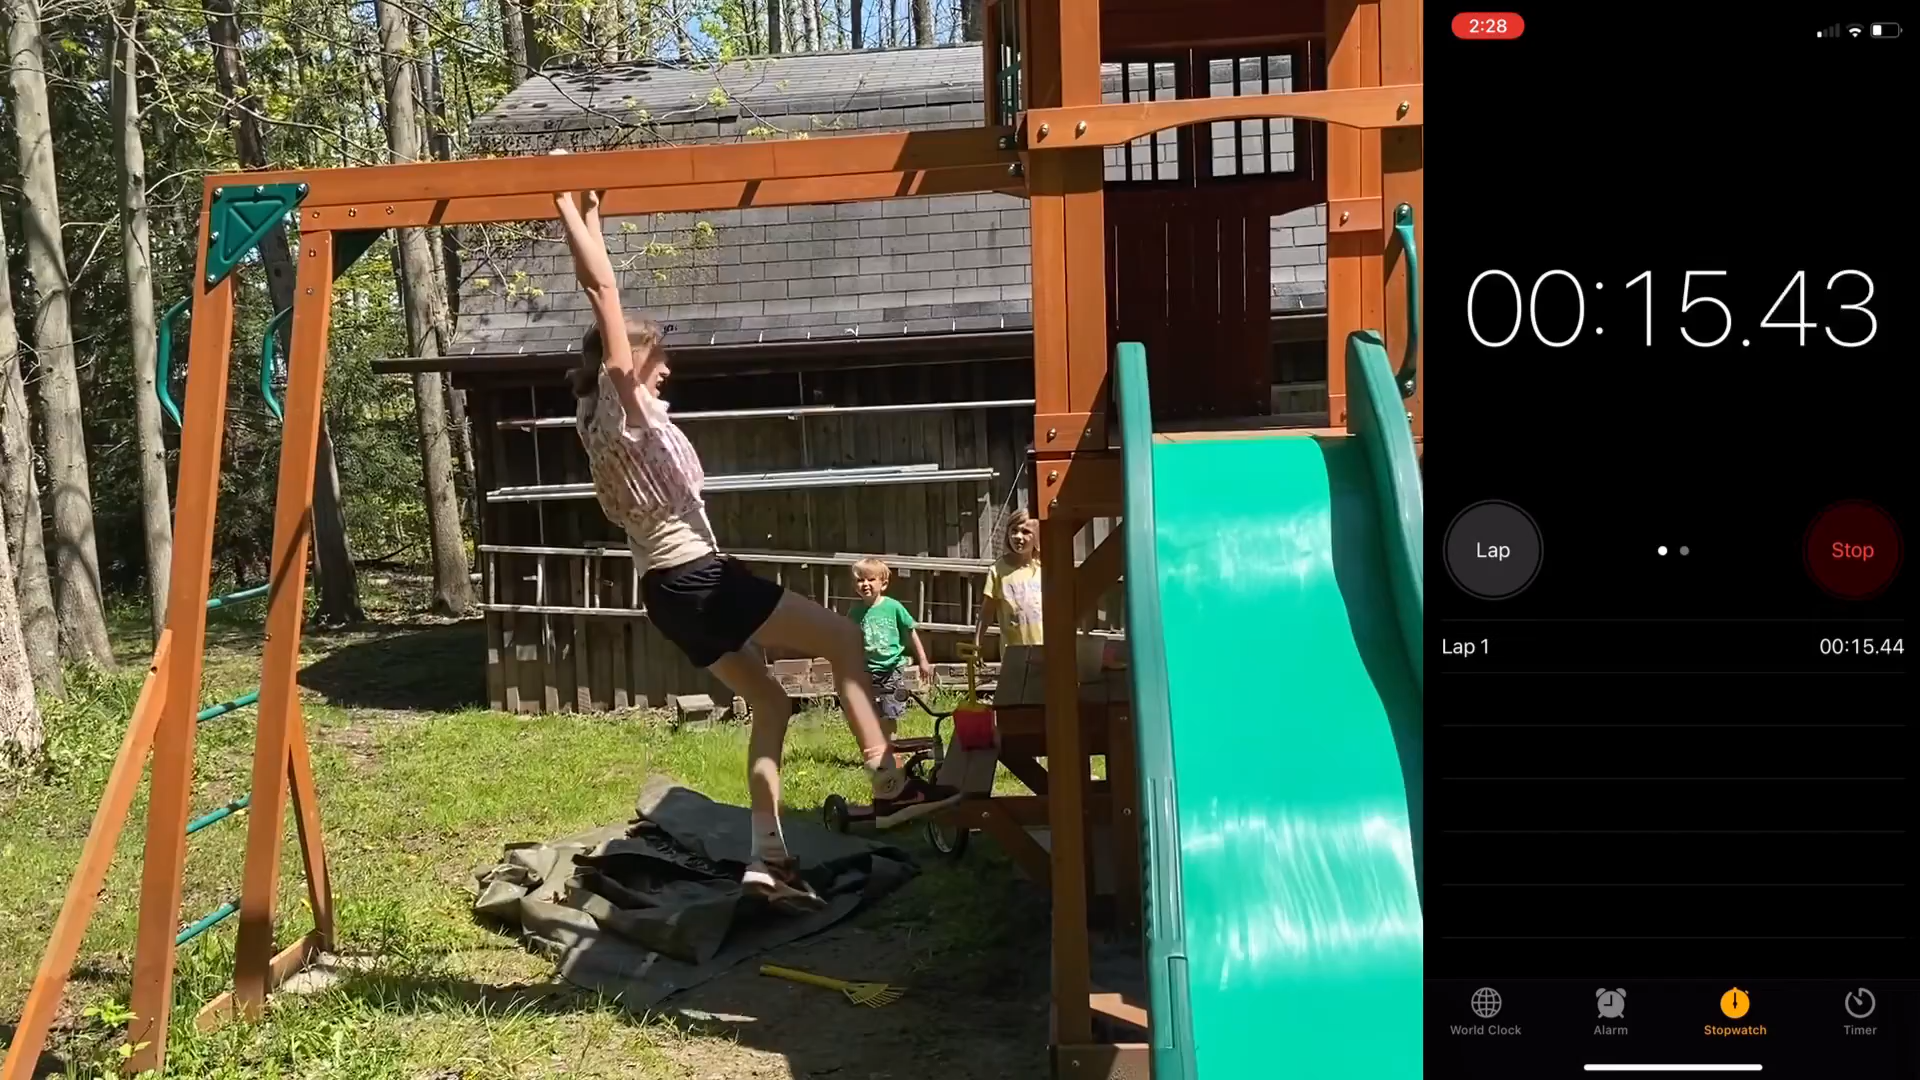 2:28
00:15.43
Lap
Stop
Lap 1 00:15.44
World Clock
Alarm
Stopwatch
Timer